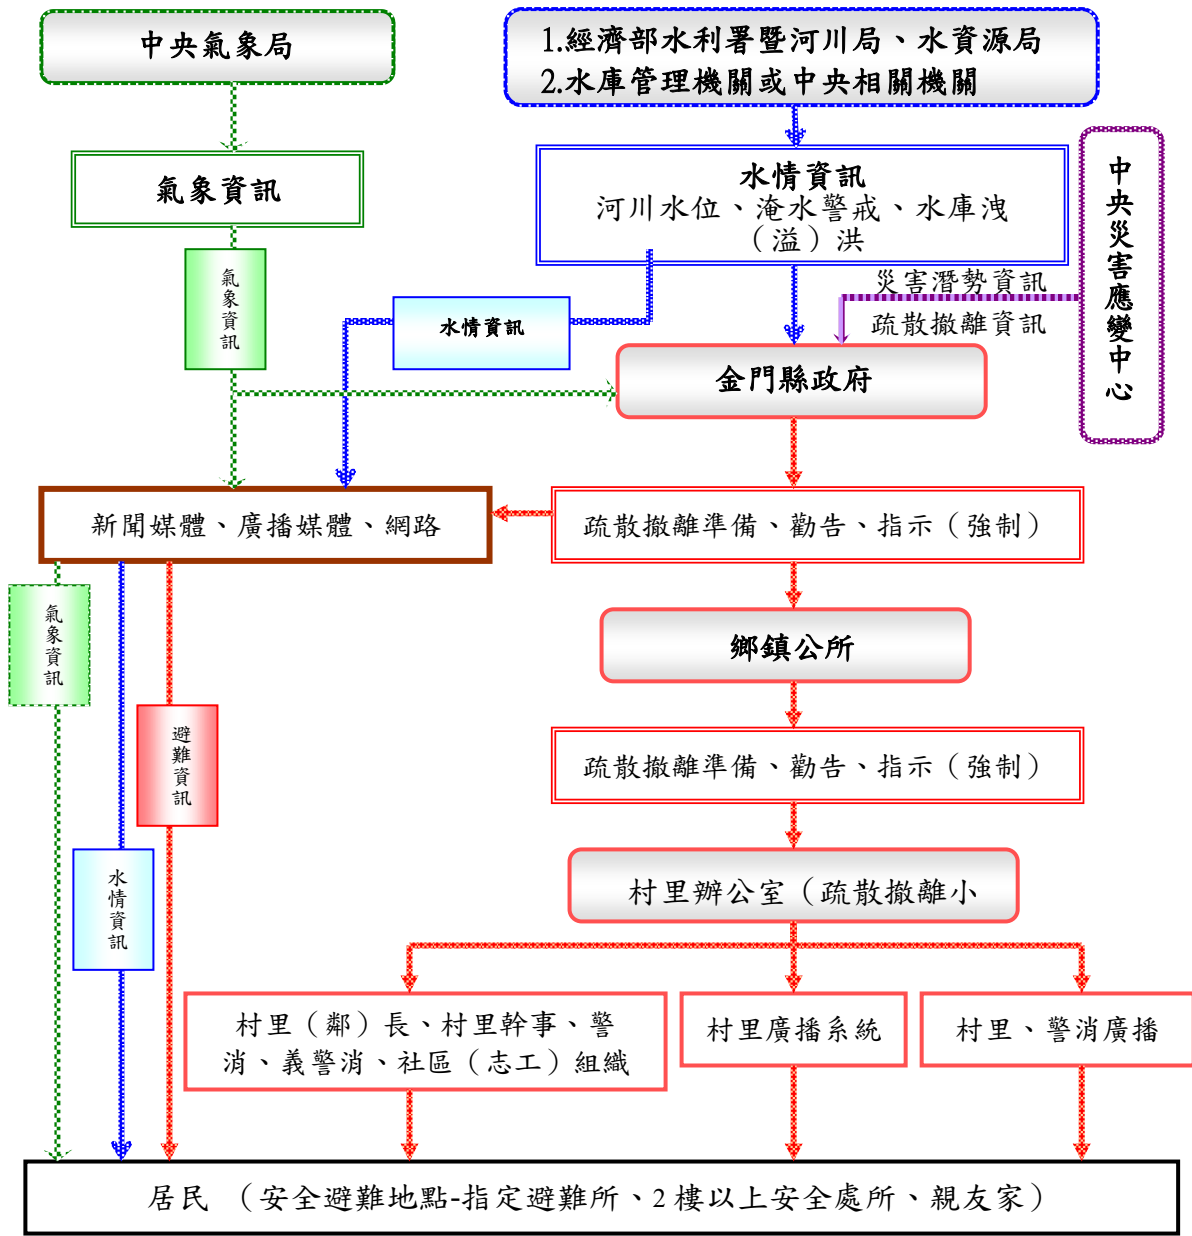 中央氣象局
1.經濟部水利署暨河川局、水資源局
2.水庫管理機關或中央相關機關
氣象資訊
水情資訊
河川水位、淹水警戒、水庫洩
（溢）洪
中央災害應變中心
氣象資訊
水情資訊
災害潛勢資訊
疏散撤離資訊
金門縣政府
新聞媒體、廣播媒體、網路
疏散撤離準備、勸告、指示（強制）
氣象資訊
鄉鎮公所
避難資訊
疏散撤離準備、勸告、指示（強制）
水情資訊
村里辦公室（疏散撤離小
村里（鄰）長、村里幹事、警
消、義警消、社區（志工）組織
村里廣播系統
村里、警消廣播
居民 （安全避難地點-指定避難所、2 樓以上安全處所、親友家）